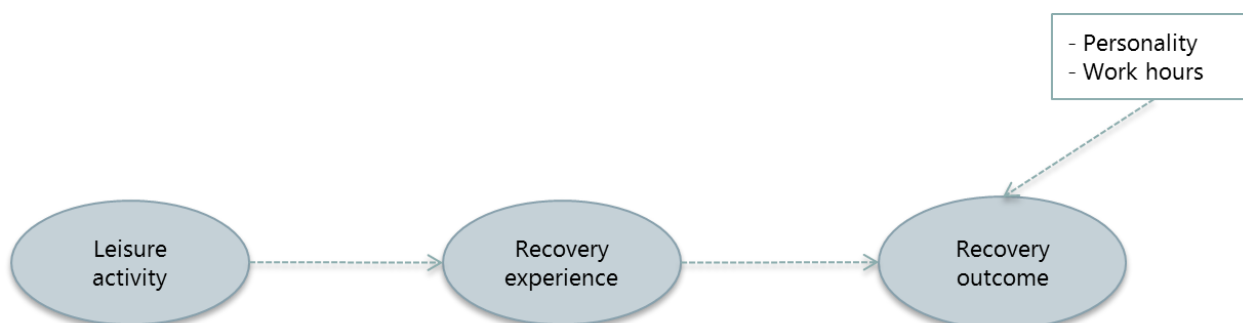 - Personality
- Work hours
Leisure
activity
Recovery
experience
Recovery
outcome